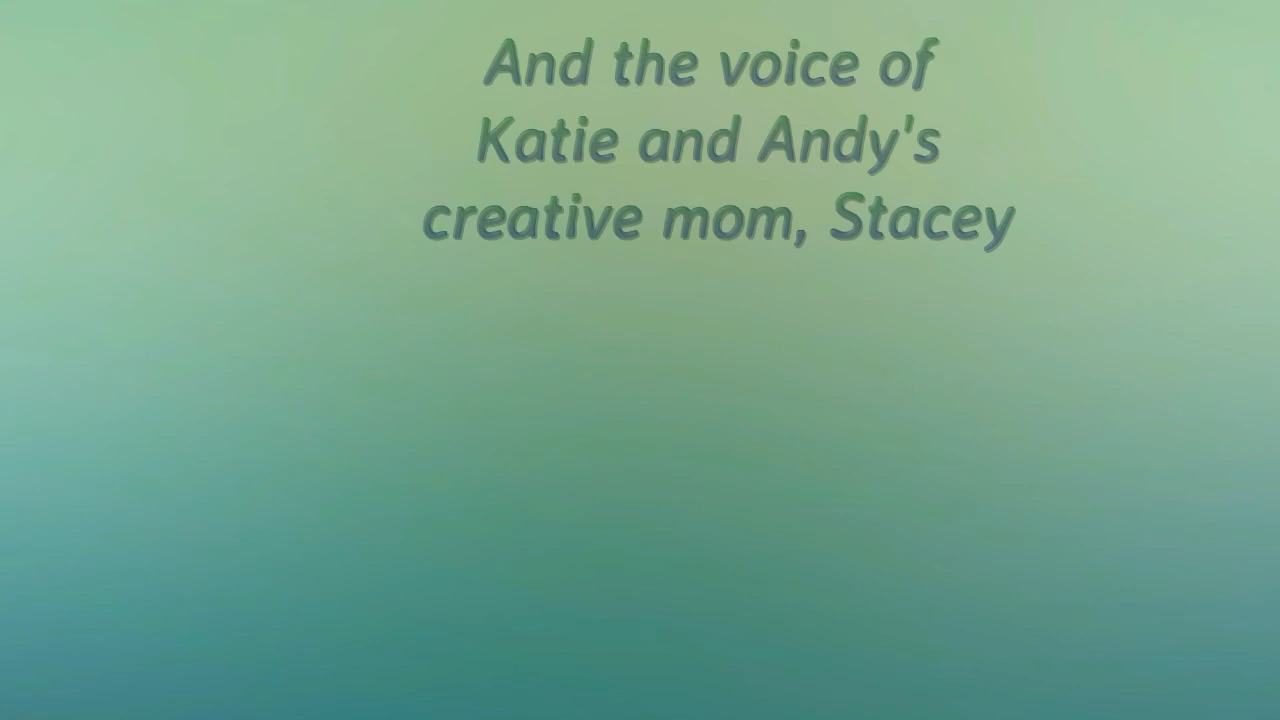 And the voice of
Katie and Andy's
creative mom, Stacey